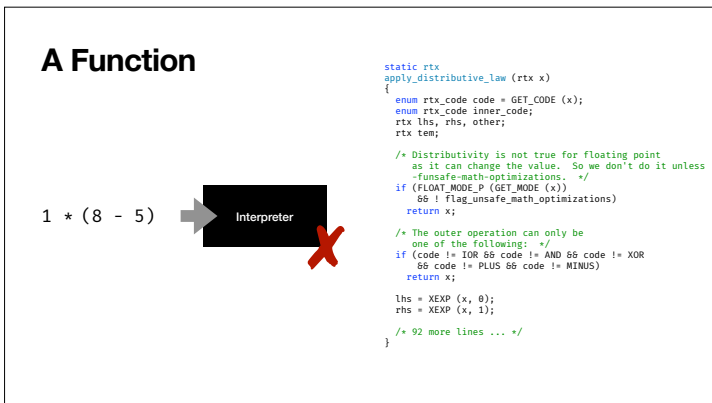 A Function
1 * (8 - 5)
Interpreter
static rtx
apply_distributive_law (rtx x)
{
  enum rtx_code code = GET_CODE (x);
  enum rtx_code inner_code;
  rtx lhs, rhs, other;
  rtx tem;

  /* Distributivity is not true for floating point
     as it can change the value.  So we don't do it unless
     -funsafe-math-optimizations.  */
  if (FLOAT_MODE_P (GET_MODE (x))
      && ! flag_unsafe_math_optimizations)
    return x;

  /* The outer operation can only be
     one of the following:  */
  if (code != IOR && code != AND && code != XOR
      && code != PLUS && code != MINUS)
    return x;

  lhs = XEXP (x, 0);
  rhs = XEXP (x, 1);

  /* 92 more lines ... */
}